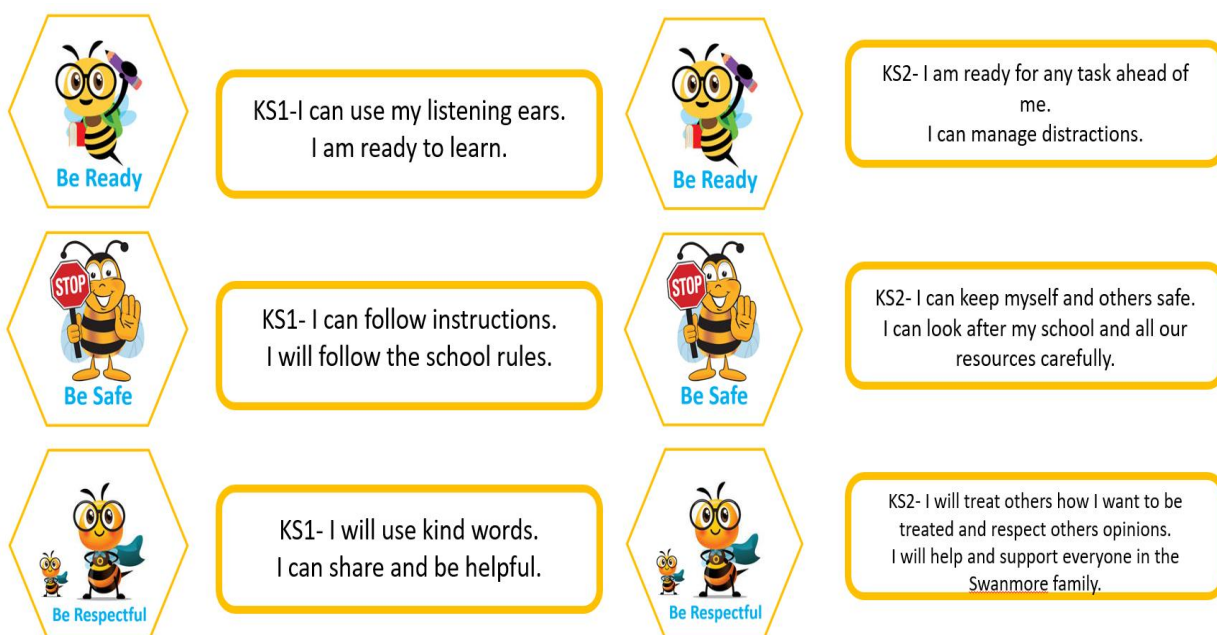 Be Ready
KS1-I can use my listening ears.
I am ready to learn.
Be Ready
KS2- I am ready for any task ahead of
me.
I can manage distractions.
STOP
Be Safe
KS1- I can follow instructions.
I will follow the school rules.
STOP
Be Safe
KS2- I can keep myself and others safe.
I can look after my school and all our
resources carefully.
Be Respectful
KS1- I will use kind words.
I can share and be helpful.
Be Respectful
KS2- I will treat others how I want to be
treated and respect others opinions.
I will help and support everyone in the
Swanmore family.